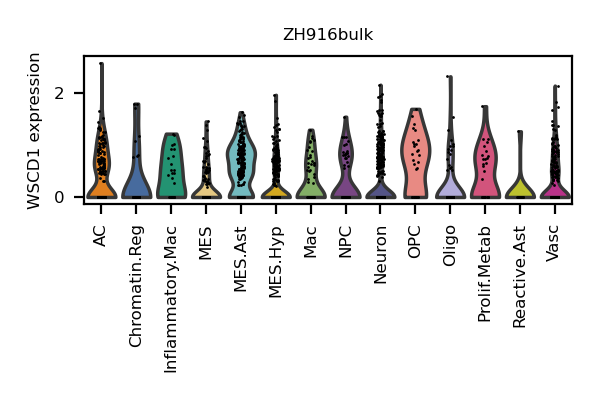 ZH916bulk
WSCD1 expression
2
0
AC
Chromatin.Reg
Inflammatory.Mac
MES
MES.Ast
MES.Hyp
Mac
NPC
Neuron
OPC
Oligo
Prolif.Metab
Reactive.Ast
Vasc